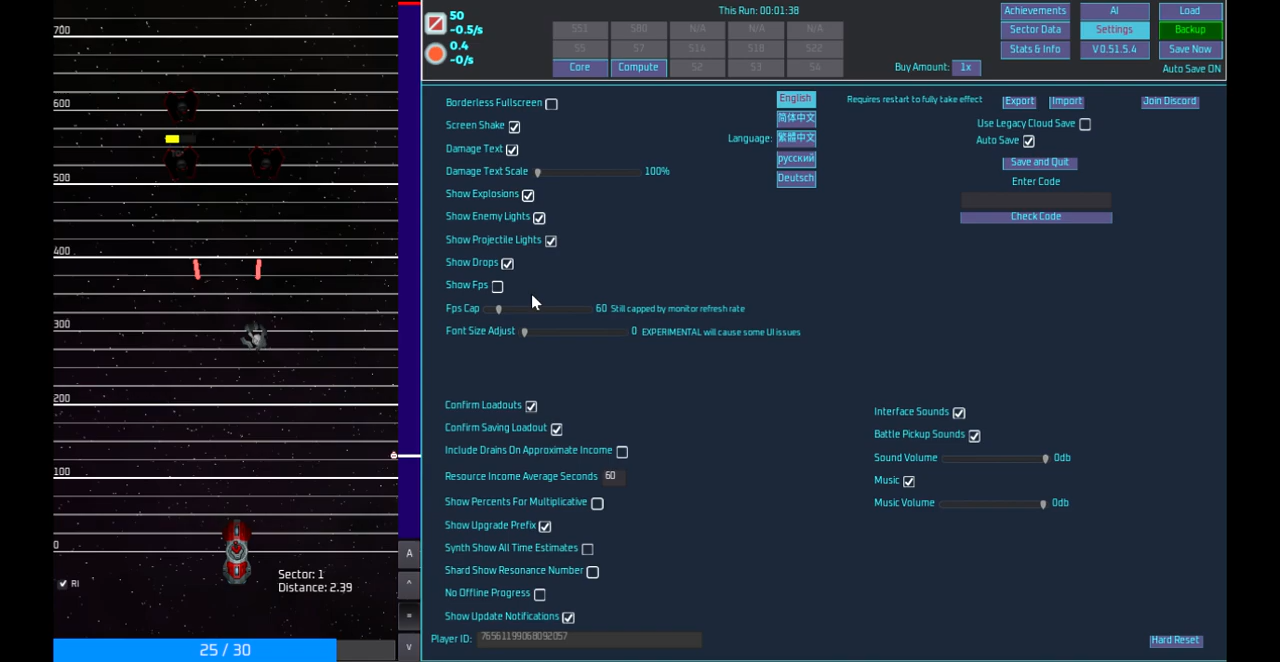 700
600
500
400
300
200
100
0
RI
Sector: 1
Distance: 2.39
25 / 30
A
^
=
v
50
-0.5/s
0.4
-0/s
This Run: 00:01:38
S51 S80 N/A N/A N/A
S6 S7 S14 S18 S22
Core Compute S2 S3 S4
Buy Amount: 1x
Achievements AI Load
Sector Data Settings Backup
Stats & Info V 0.51.5.4 Save Now
Auto Save ON
Borderless Fullscreen
Screen Shake
Damage Text
Damage Text Scale 100%
Show Explosions
Show Enemy Lights
Show Projectile Lights
Show Drops
Show Fps
Fps Cap 60 Still capped by monitor refresh rate
Font Size Adjust 0 EXPERIMENTAL will cause some UI issues
Language:
English
简体中文
繁體中文
русский
Deutsch
Requires restart to fully take effect
Export Import Join Discord
Use Legacy Cloud Save
Auto Save
Save and Quit
Enter Code
Check Code
Confirm Loadouts
Confirm Saving Loadout
Include Drains On Approximate Income
Resource Income Average Seconds 60
Show Percents For Multiplicative
Show Upgrade Prefix
Synth Show All Time Estimates
Shard Show Resonance Number
No Offline Progress
Show Update Notifications
Player ID: 76561199068092057
Interface Sounds
Battle Pickup Sounds
Sound Volume 0db
Music
Music Volume 0db
Hard Reset